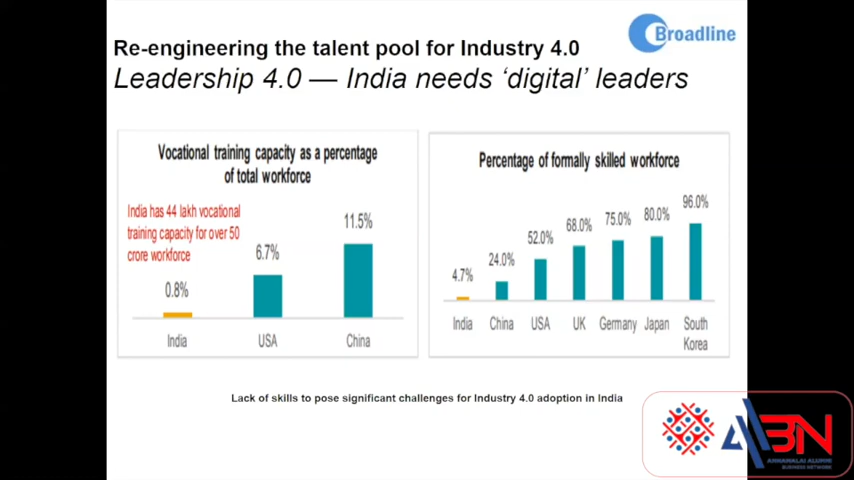 Broadline
Re-engineering the talent pool for Industry 4.0
Leadership 4.0 — India needs ‘digital’ leaders
Vocational training capacity as a percentage
of total workforce
India has 44 lakh vocational
training capacity for over 50
crore workforce
0.8%
6.7%
11.5%
India
USA
China
Percentage of formally skilled workforce
4.7%
24.0%
52.0%
68.0%
75.0%
80.0%
96.0%
India
China
USA
UK
Germany
Japan
South
Korea
Lack of skills to pose significant challenges for Industry 4.0 adoption in India
ABN
ANNAMALAI ALUMNI
BUSINESS NETWORK